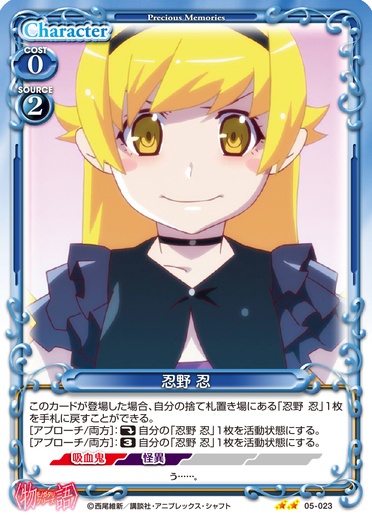 Precious Memories
Character
COST
0
SOURCE
2
忍野 忍
このカードが登場した場合、自分の捨て札置き場にある「忍野 忍」1枚
を手札に戻すことができる。
[アプローチ/両方]: 2 自分の「忍野 忍」1枚を活動状態にする。
[アプローチ/両方]: 3 自分の「忍野 忍」1枚を活動状態にする。
吸血鬼 怪異
う……。
物語
©西尾維新/講談社・アニプレックス・シャフト
05-023